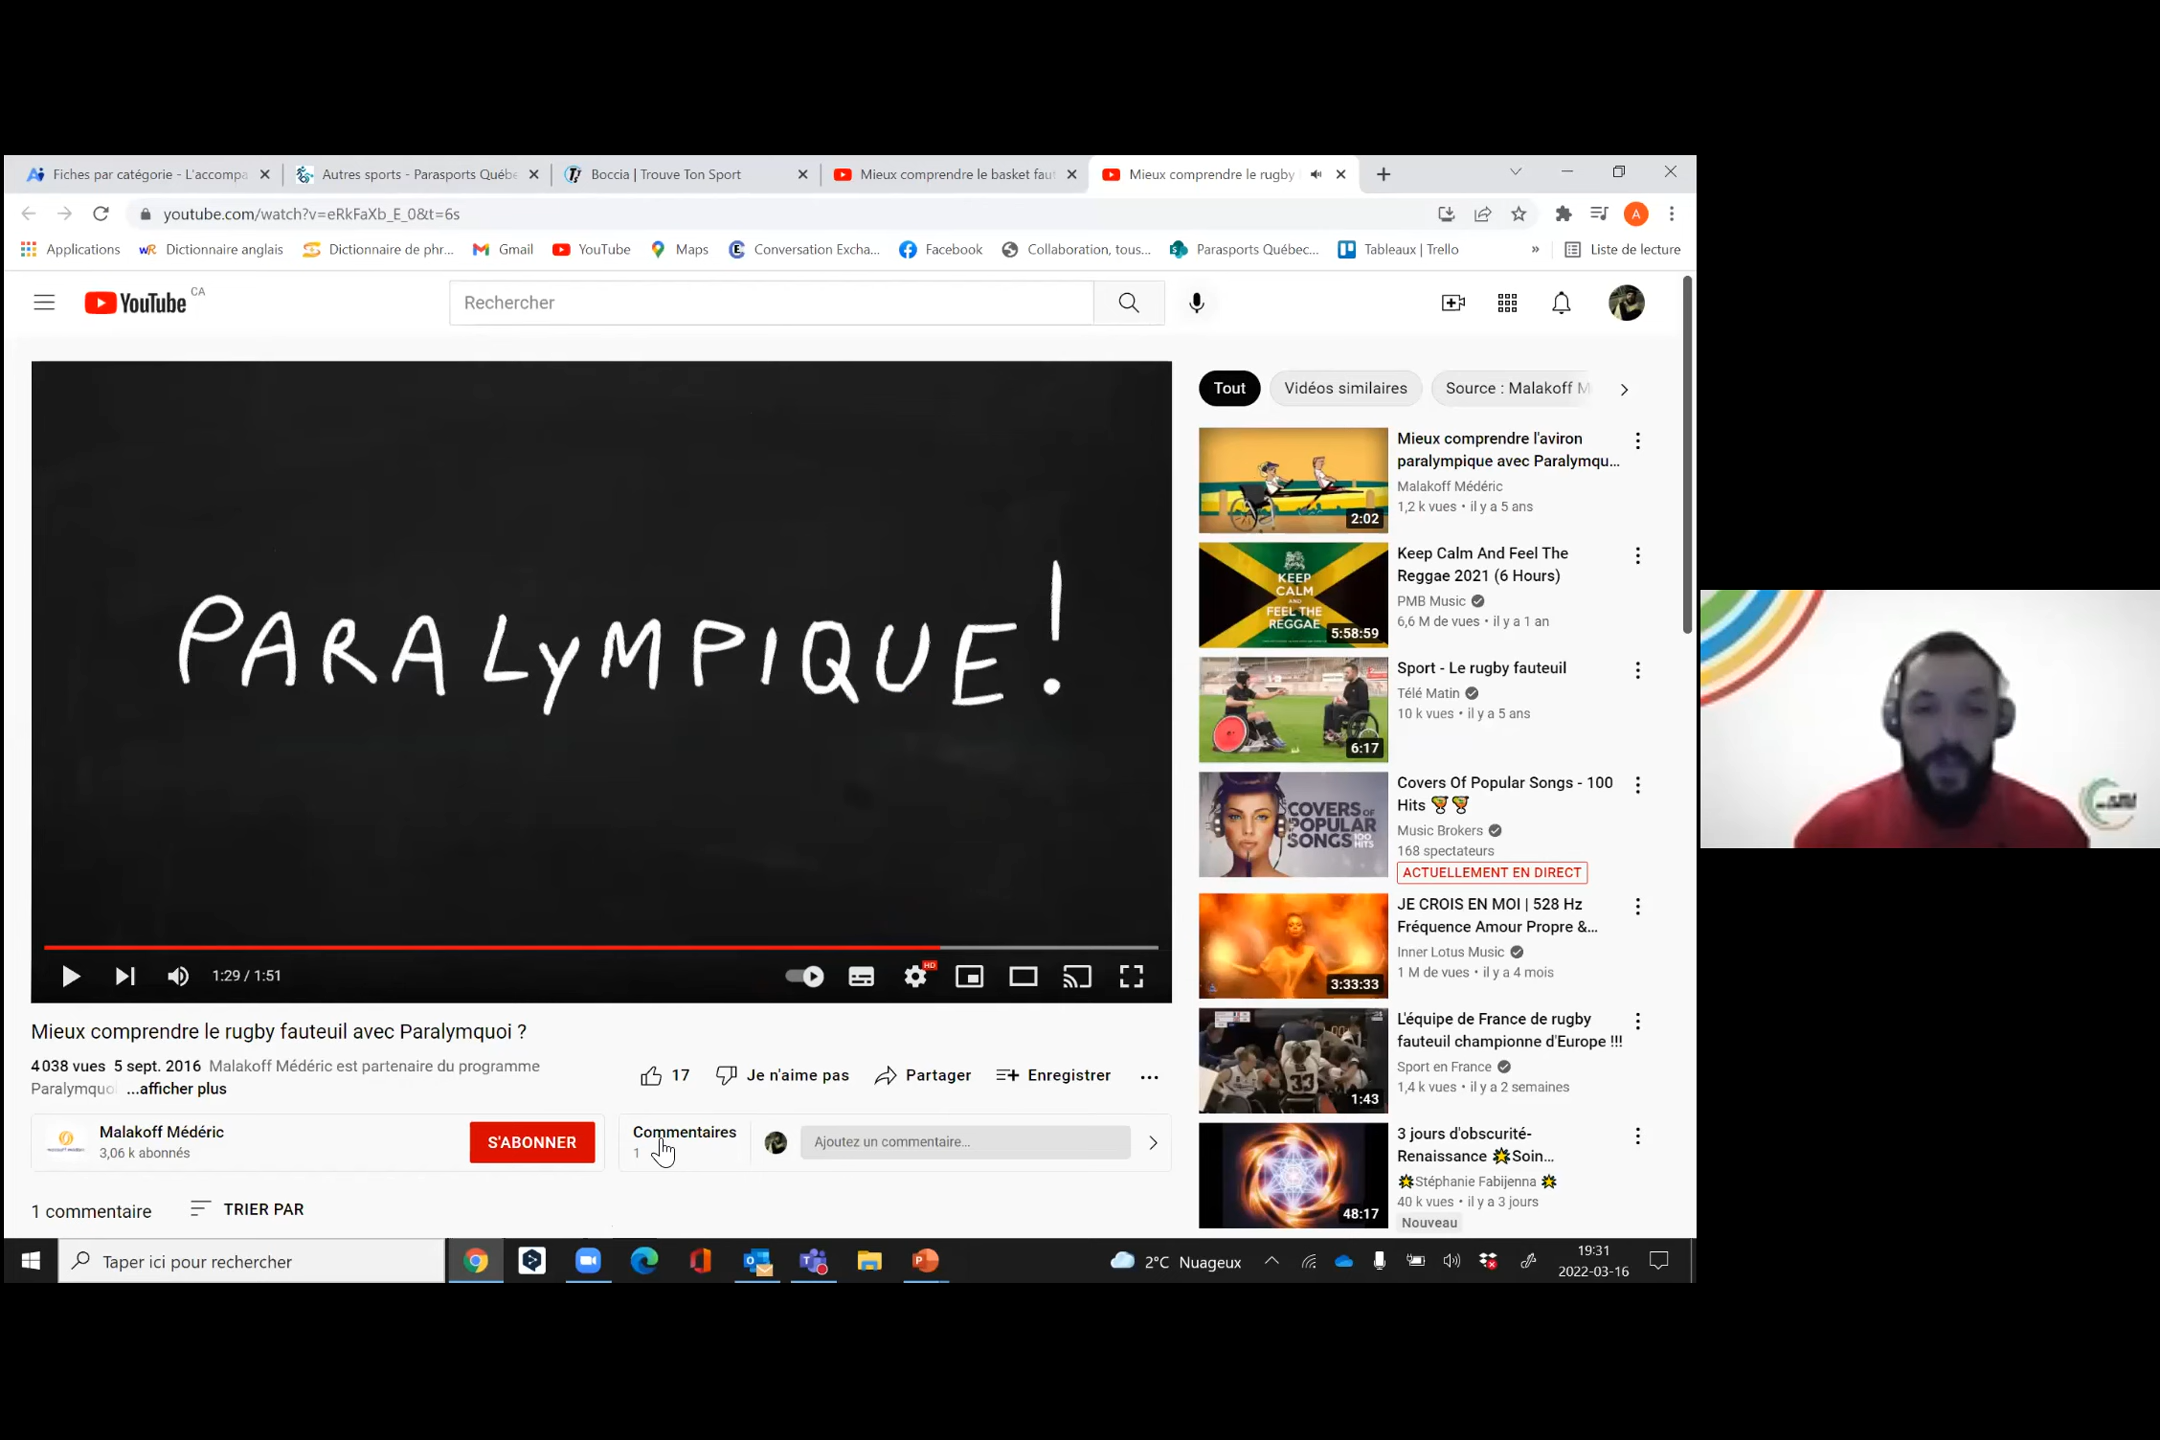 Fiches par catégorie - L'accompa
Autres sports - Parasports Québe
Boccia | Trouve Ton Sport
Mieux comprendre le basket faut
Mieux comprendre le rugby
youtube.com/watch?v=eRkFaXb_E_0&t=6s
A
Applications
Dictionnaire anglais
Dictionnaire de phr...
Gmail
YouTube
Maps
Conversation Excha...
Facebook
Collaboration, tous...
Parasports Québec...
Tableaux | Trello
»
Liste de lecture
YouTube CA
Rechercher
PARALYMPIQUE!
1:29 / 1:51
HD
Mieux comprendre le rugby fauteuil avec Paralymquoi ?
4 038 vues 5 sept. 2016 Malakoff Médéric est partenaire du programme
Paralymquo ...afficher plus
17
Je n'aime pas
Partager
Enregistrer
Malakoff Médéric
3,06 k abonnés
S'ABONNER
Commentaires
1
Ajoutez un commentaire...
1 commentaire
TRIER PAR
Tout
Vidéos similaires
Source : Malakoff M
Mieux comprendre l'aviron
paralympique avec Paralymqu...
Malakoff Médéric
1,2 k vues • il y a 5 ans
2:02
Keep Calm And Feel The
Reggae 2021 (6 Hours)
PMB Music
6,6 M de vues • il y a 1 an
KEEP
CALM
AND
FEEL THE
REGGAE
5:58:59
Sport - Le rugby fauteuil
Télé Matin
10 k vues • il y a 5 ans
6:17
Covers Of Popular Songs - 100
Hits 🍹🍹
Music Brokers
168 spectateurs
ACTUELLEMENT EN DIRECT
COVERS OF
POPULAR
SONGS 100
HITS
JE CROIS EN MOI | 528 Hz
Fréquence Amour Propre &...
Inner Lotus Music
1 M de vues • il y a 4 mois
3:33:33
L'équipe de France de rugby
fauteuil championne d'Europe !!!
Sport en France
1,4 k vues • il y a 2 semaines
33
1:43
3 jours d'obscurité-
Renaissance 🌟Soin...
🌟Stéphanie Fabijenna 🌟
40 k vues • il y a 3 jours
Nouveau
48:17
Taper ici pour rechercher
2°C Nuageux
19:31
2022-03-16